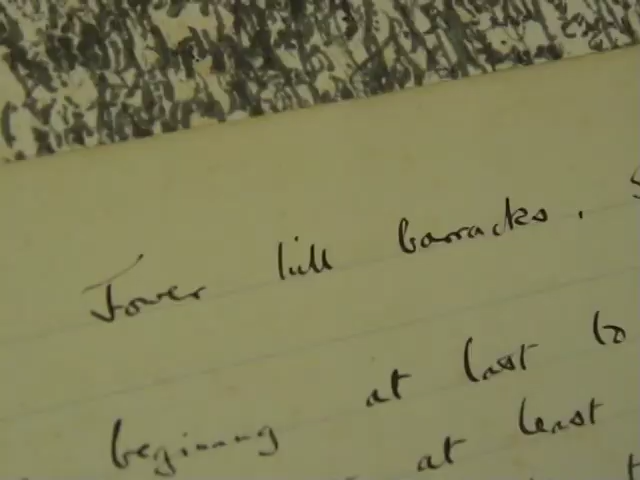 Tower hill barracks.
beginning at last to
at least